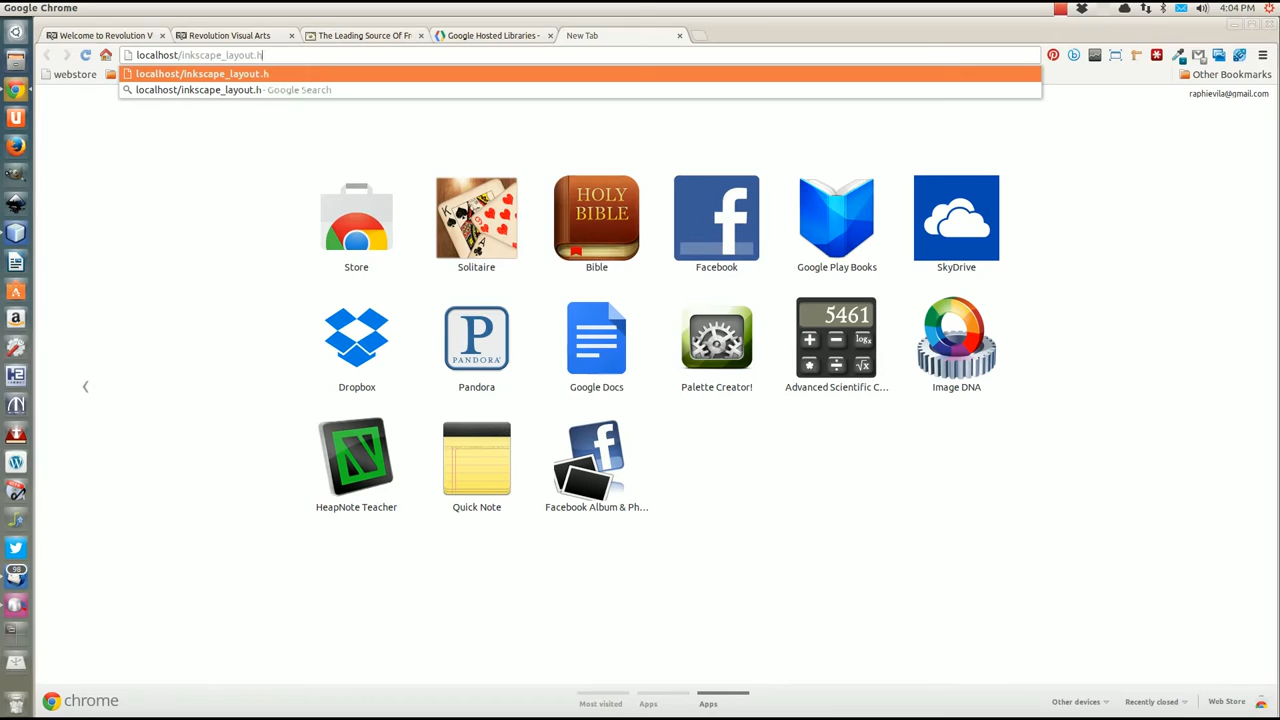 Google Chrome
4:04 PM
Welcome to Revolution V
Revolution Visual Arts
The Leading Source Of Fr
Google Hosted Libraries -
New Tab
localhost/inkscape_layout.h
webstore
localhost/inkscape_layout.h
Other Bookmarks
localhost/inkscape_layout.h - Google Search
raphievila@gmail.com
HOLY
BIBLE
5461
Store
Solitaire
Bible
Facebook
Google Play Books
SkyDrive
P
PANDORA
Dropbox
Pandora
Google Docs
Palette Creator!
Advanced Scientific C...
Image DNA
HeapNote Teacher
Quick Note
Facebook Album & Ph...
98
chrome
Most visited
Apps
Apps
Other devices
Recently closed
Web Store